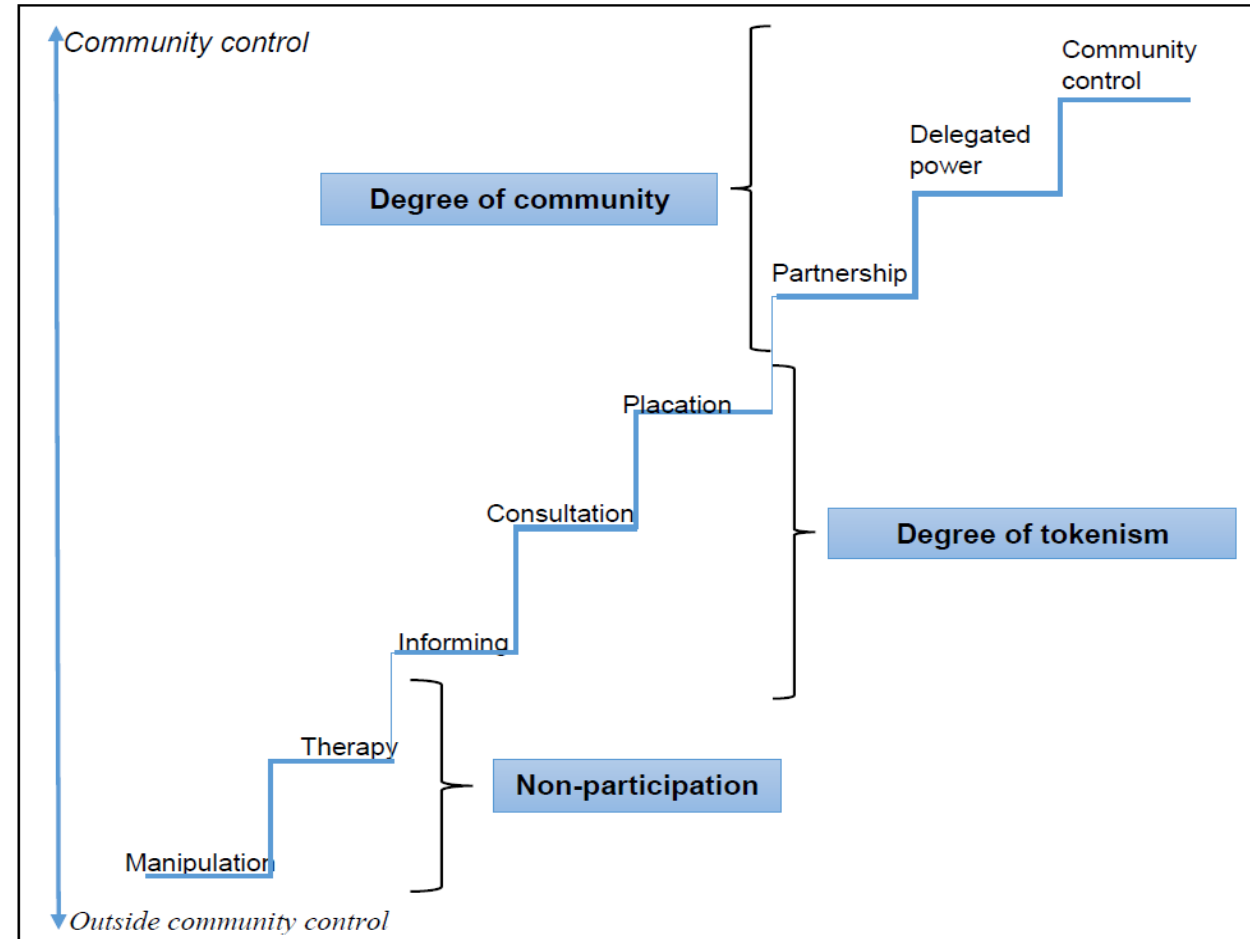 Community control
Community
control
Delegated
power
Degree of community
Partnership
Placation
Consultation
Degree of tokenism
Informing
Therapy
Non-participation
Manipulation
Outside community control